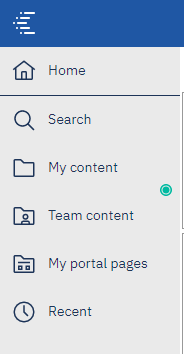 Home
Search
My content
Team content
My portal pages
Recent